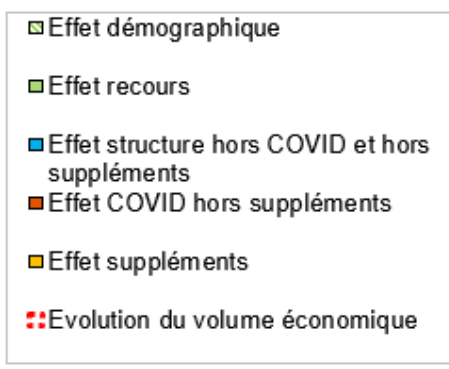 Effet démographique
Effet recours
Effet structure hors COVID et hors
suppléments
Effet COVID hors suppléments
Effet suppléments
Evolution du volume économique